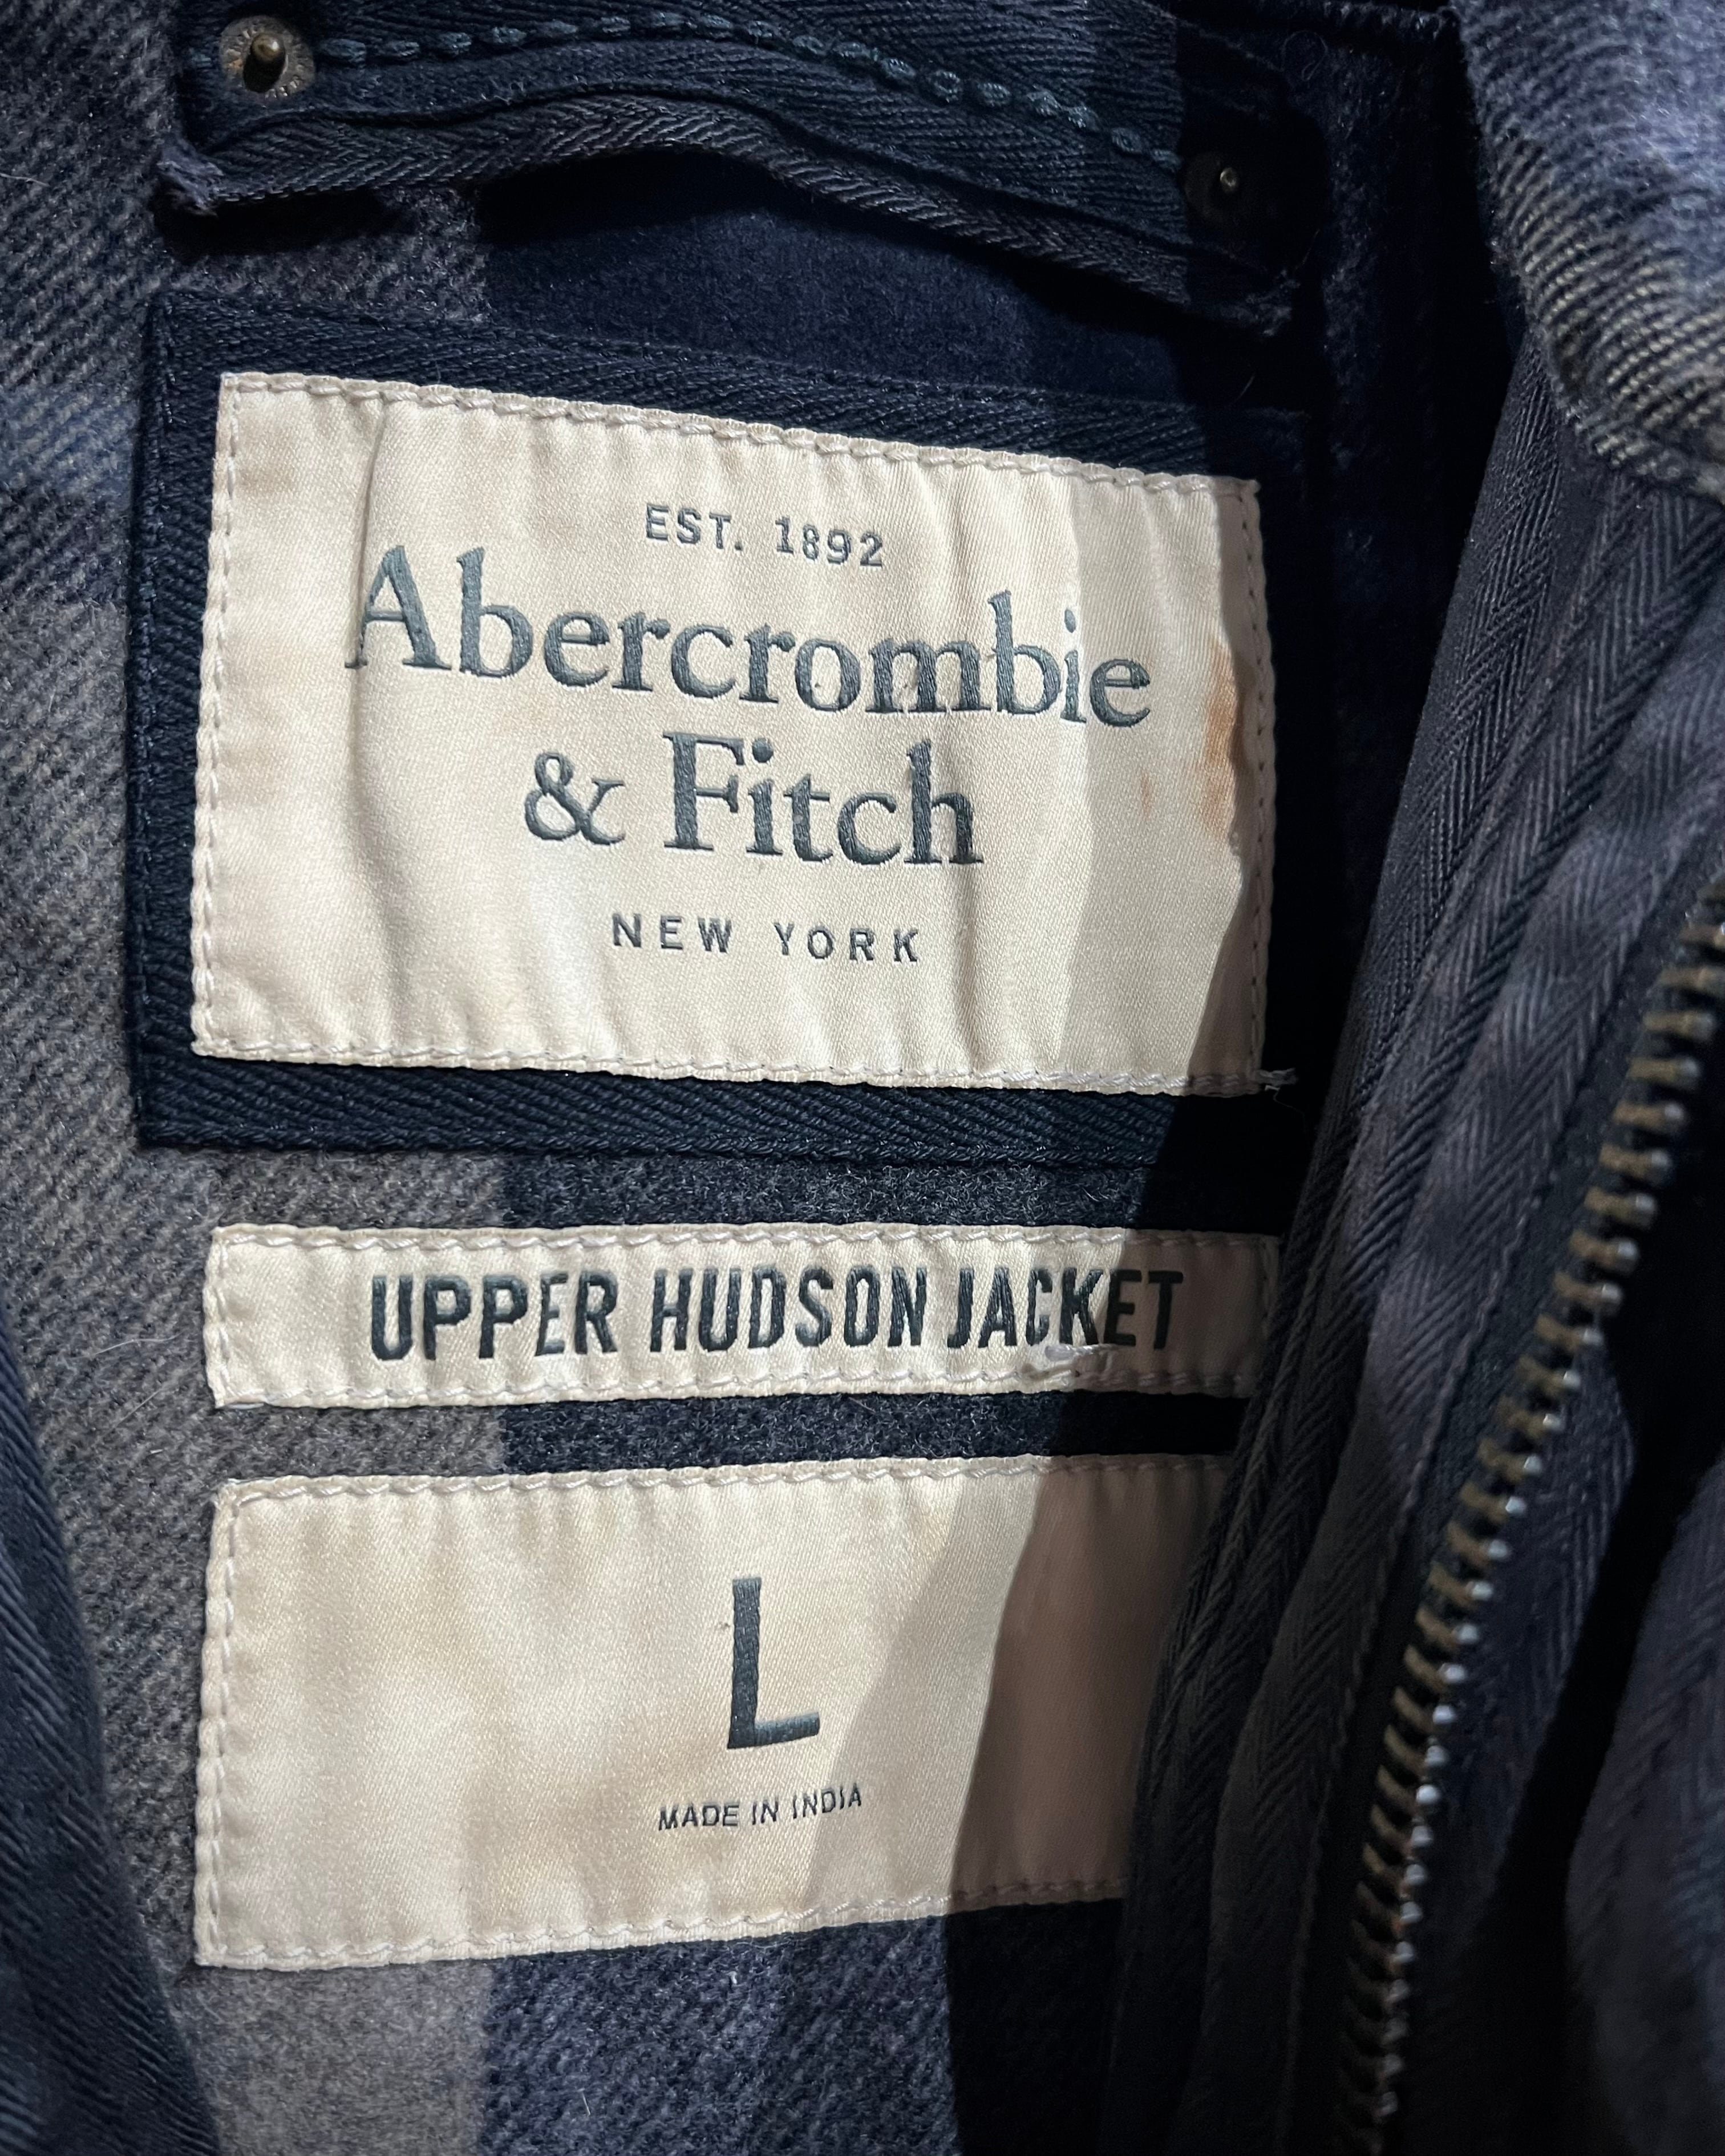 EST. 1892
Abercrombie
& Fitch
NEW YORK
UPPER HUDSON JACKET
L
MADE IN INDIA